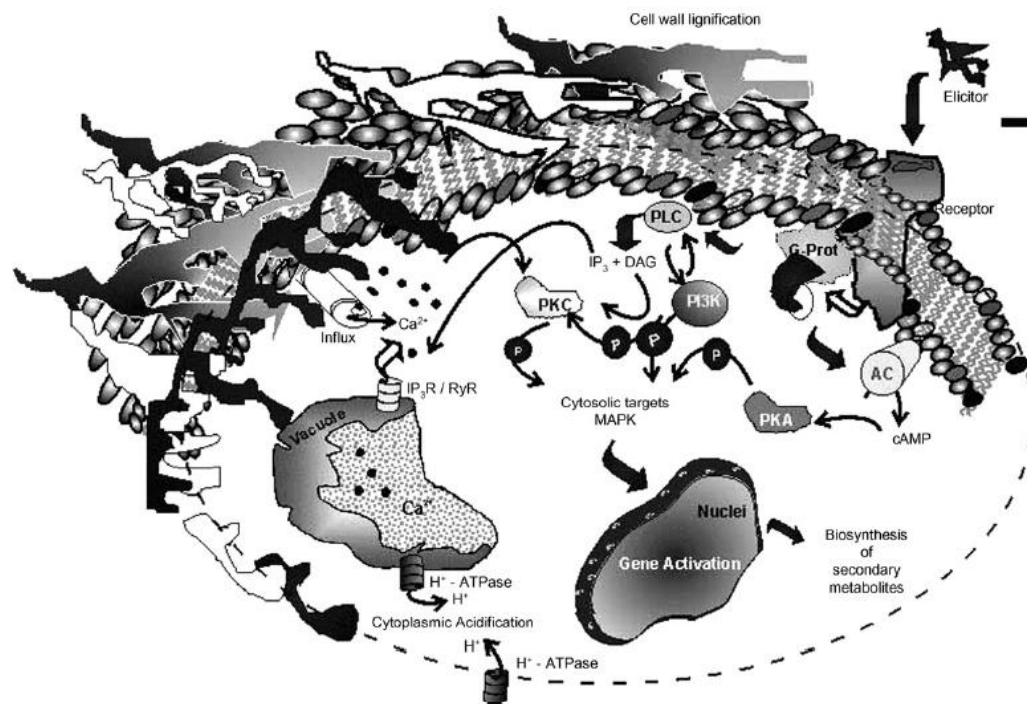 Cell wall lignification
Elicitor
Receptor
PLC
G-Prot
IP3 + DAG
PI3K
PKC
Ca2+
Influx
P
P
P
P
AC
IP3R / RyR
Cytosolic targets
MAPK
PKA
cAMP
Vacuole
Ca2+
Nuclei
Gene Activation
Biosynthesis
of
secondary
metabolites
H+ - ATPase
H+
Cytoplasmic Acidification
H+
H+ - ATPase